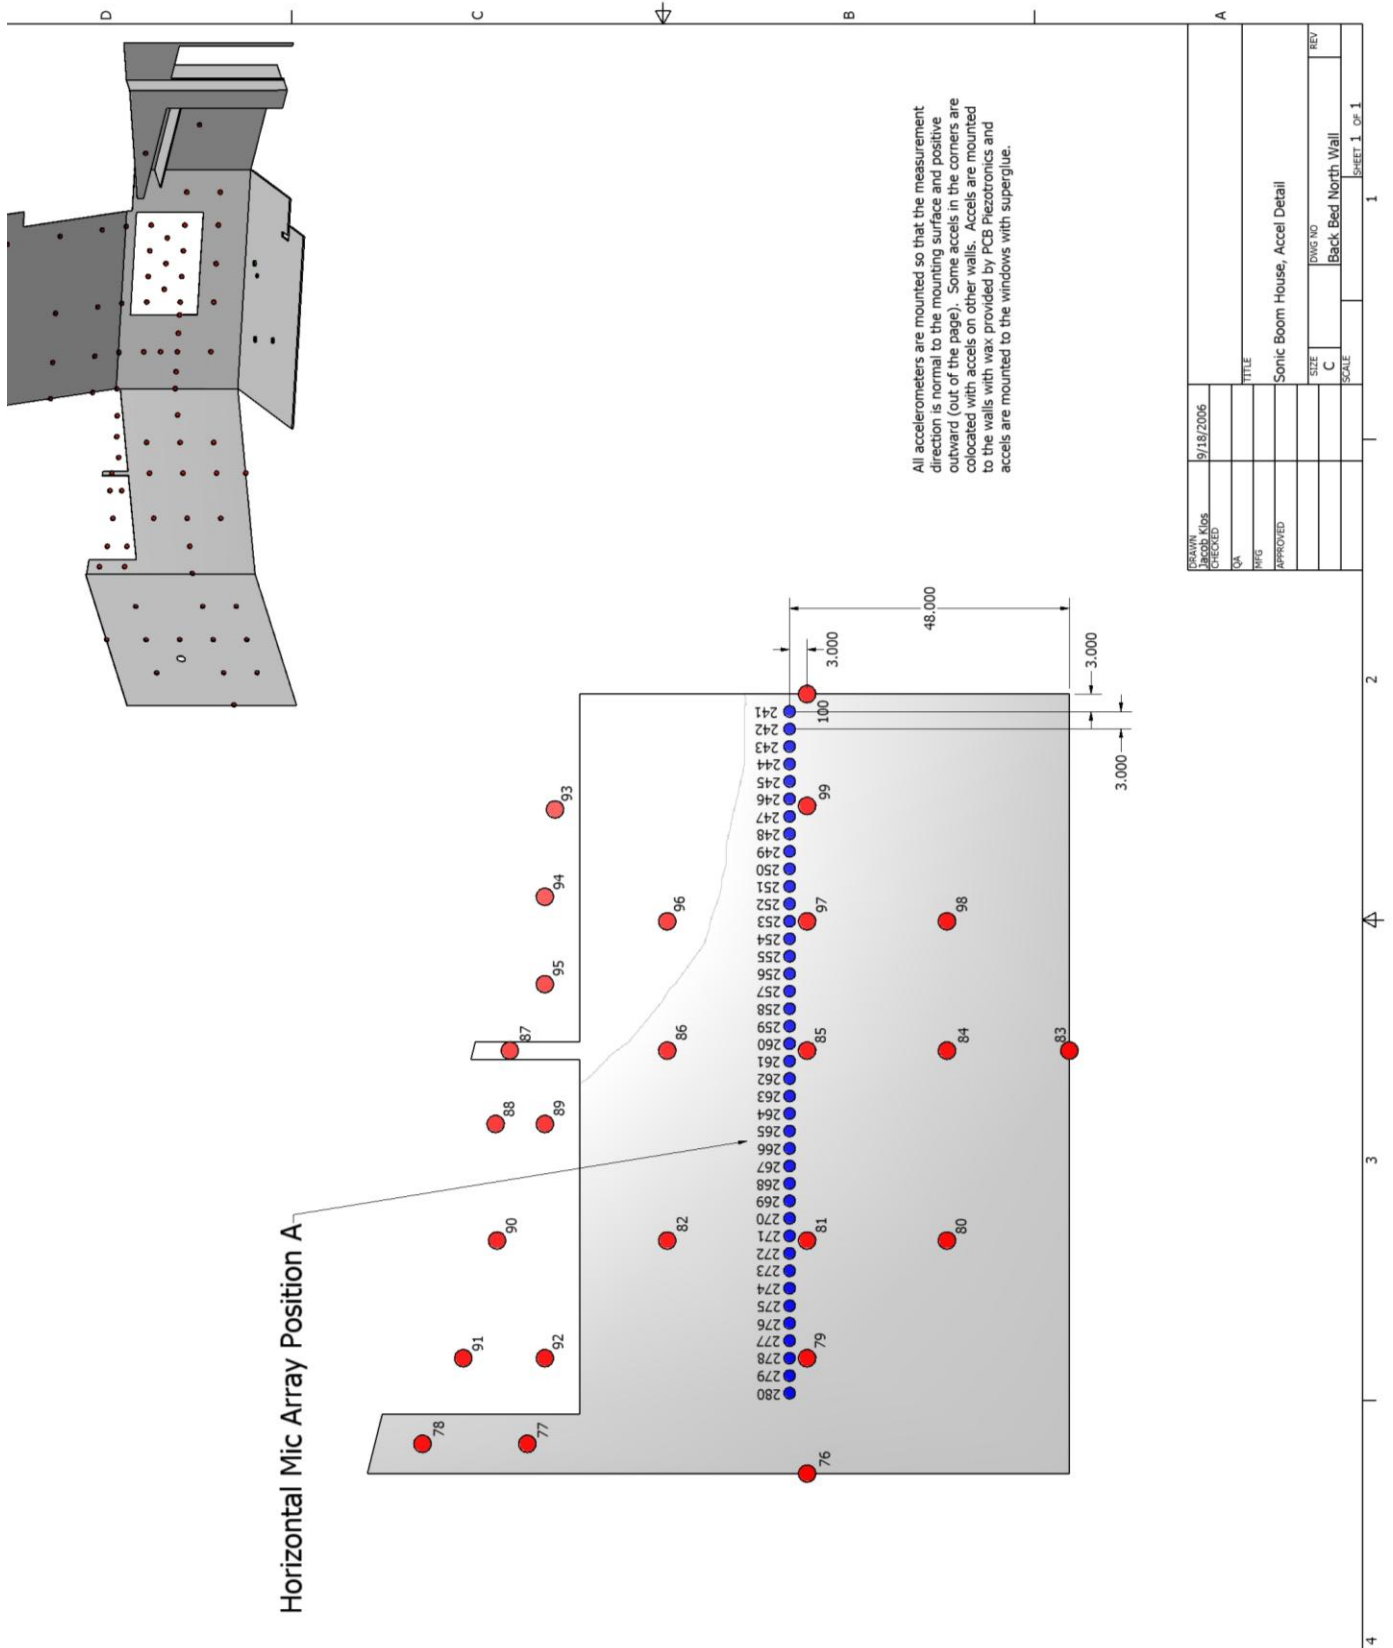 D
C
B
A
Horizontal Mic Array Position A
78
77
91
92
90
88
89
87
95
94
93
82
86
96
280
279
278
277
276
275
274
273
272
271
270
269
268
267
266
265
264
263
262
261
260
259
258
257
256
255
254
253
252
251
250
249
248
247
246
245
244
243
242
241
76
79
81
85
97
99
100
80
84
98
83
3.000
48.000
3.000
3.000
All accelerometers are mounted so that the measurement
direction is normal to the mounting surface and positive
outward (out of the page). Some accels in the corners are
colocated with accels on other walls. Accels are mounted
to the walls with wax provided by PCB Piezotronics and
accels are mounted to the windows with superglue.
DRAWN
Jacob Klos
9/18/2006
CHECKED
QA
MFG
APPROVED
TITLE
Sonic Boom House, Accel Detail
SIZE
C
DWG NO
Back Bed North Wall
REV
SCALE
SHEET 1 OF 1
4
3
2
1